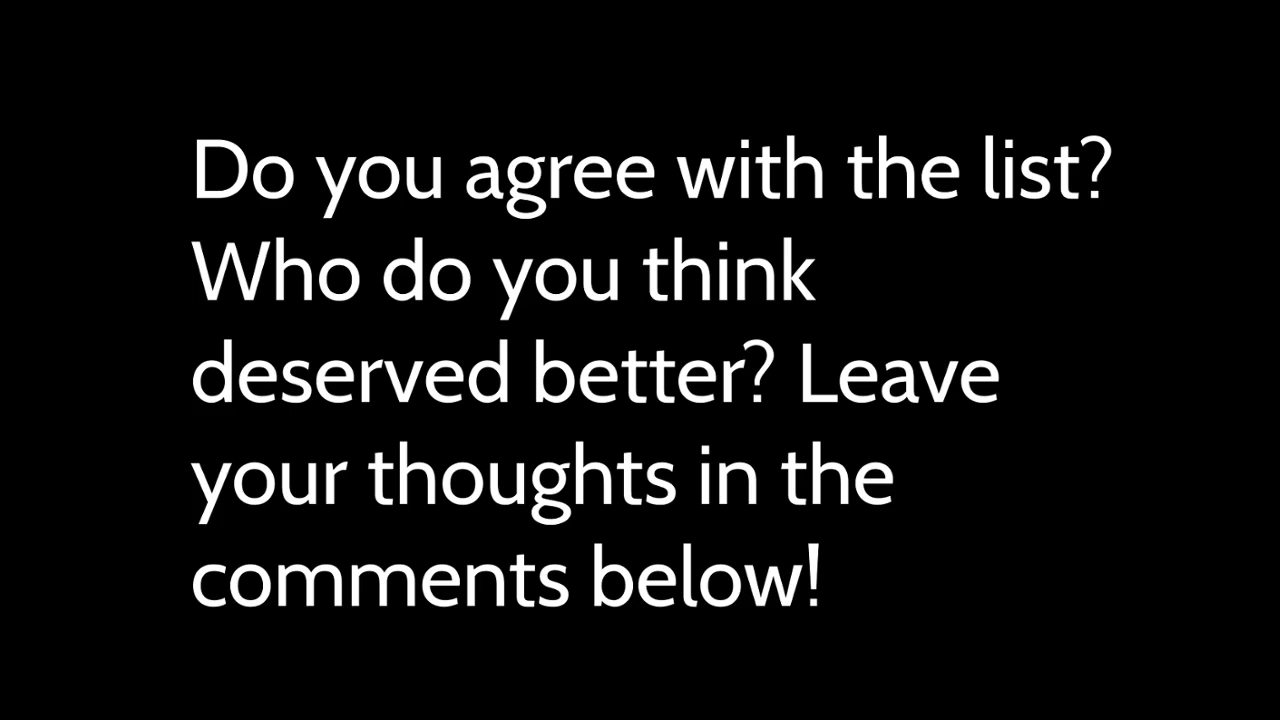 Do you agree with the list?
Who do you think
deserved better? Leave
your thoughts in the
comments below!